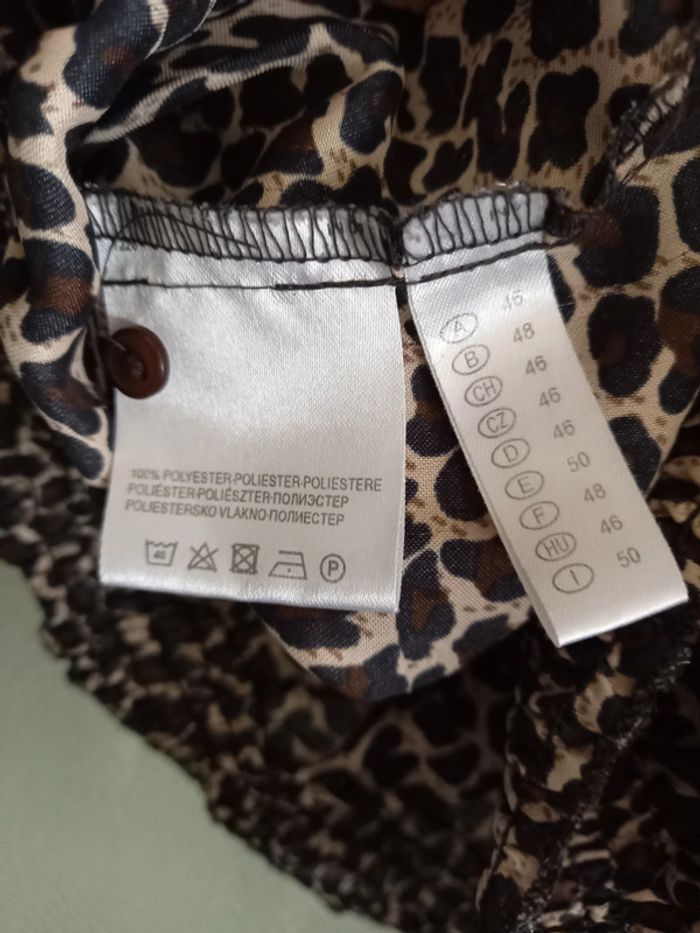 100% POLYESTER-POLIESTER-POLIESTERE
POLIÉSTER-POLIÉSZTER-ПОЛИЭСТЕР
POLIESTERSKO VLAKNO-ПОЛИЕСТЕР
40 P
A 46
B 48
CH 46
CZ 46
D 46
E 50
F 48
HU 46
I 50